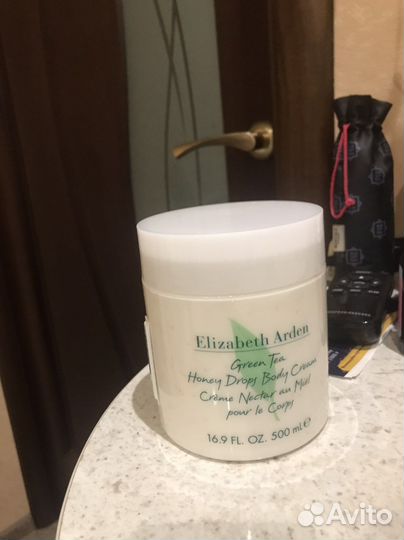 Elizabeth Arden
Green Tea
Honey Drops Body Cream
Crème Nectar au Miel
pour le Corps
16.9 FL. OZ. 500 mL e
Avito